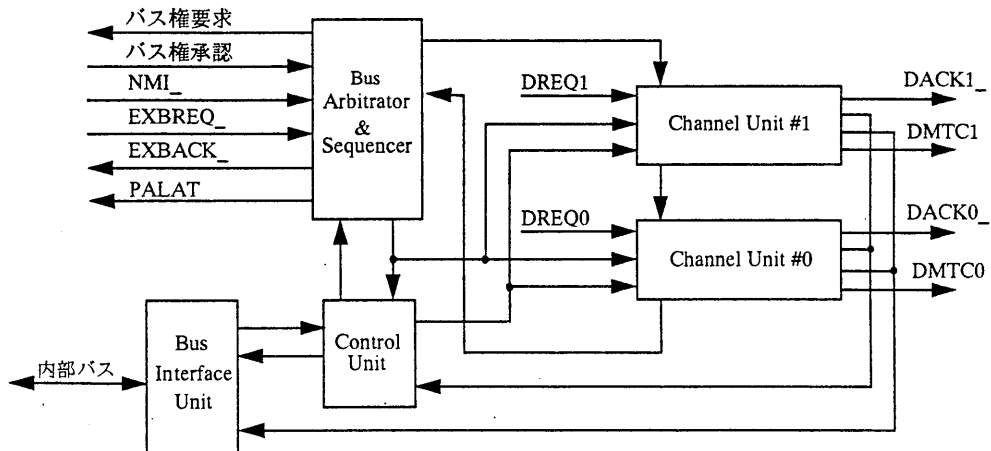 バス権要求
バス権承認
NMI_
EXBREQ_
EXBACK_
PALAT
Bus
Arbitrator
&
Sequencer
DREQ1
Channel Unit #1
DACK1_
DMTC1
DREQ0
Channel Unit #0
DACK0_
DMTC0
内部バス
Bus
Interface
Unit
Control
Unit